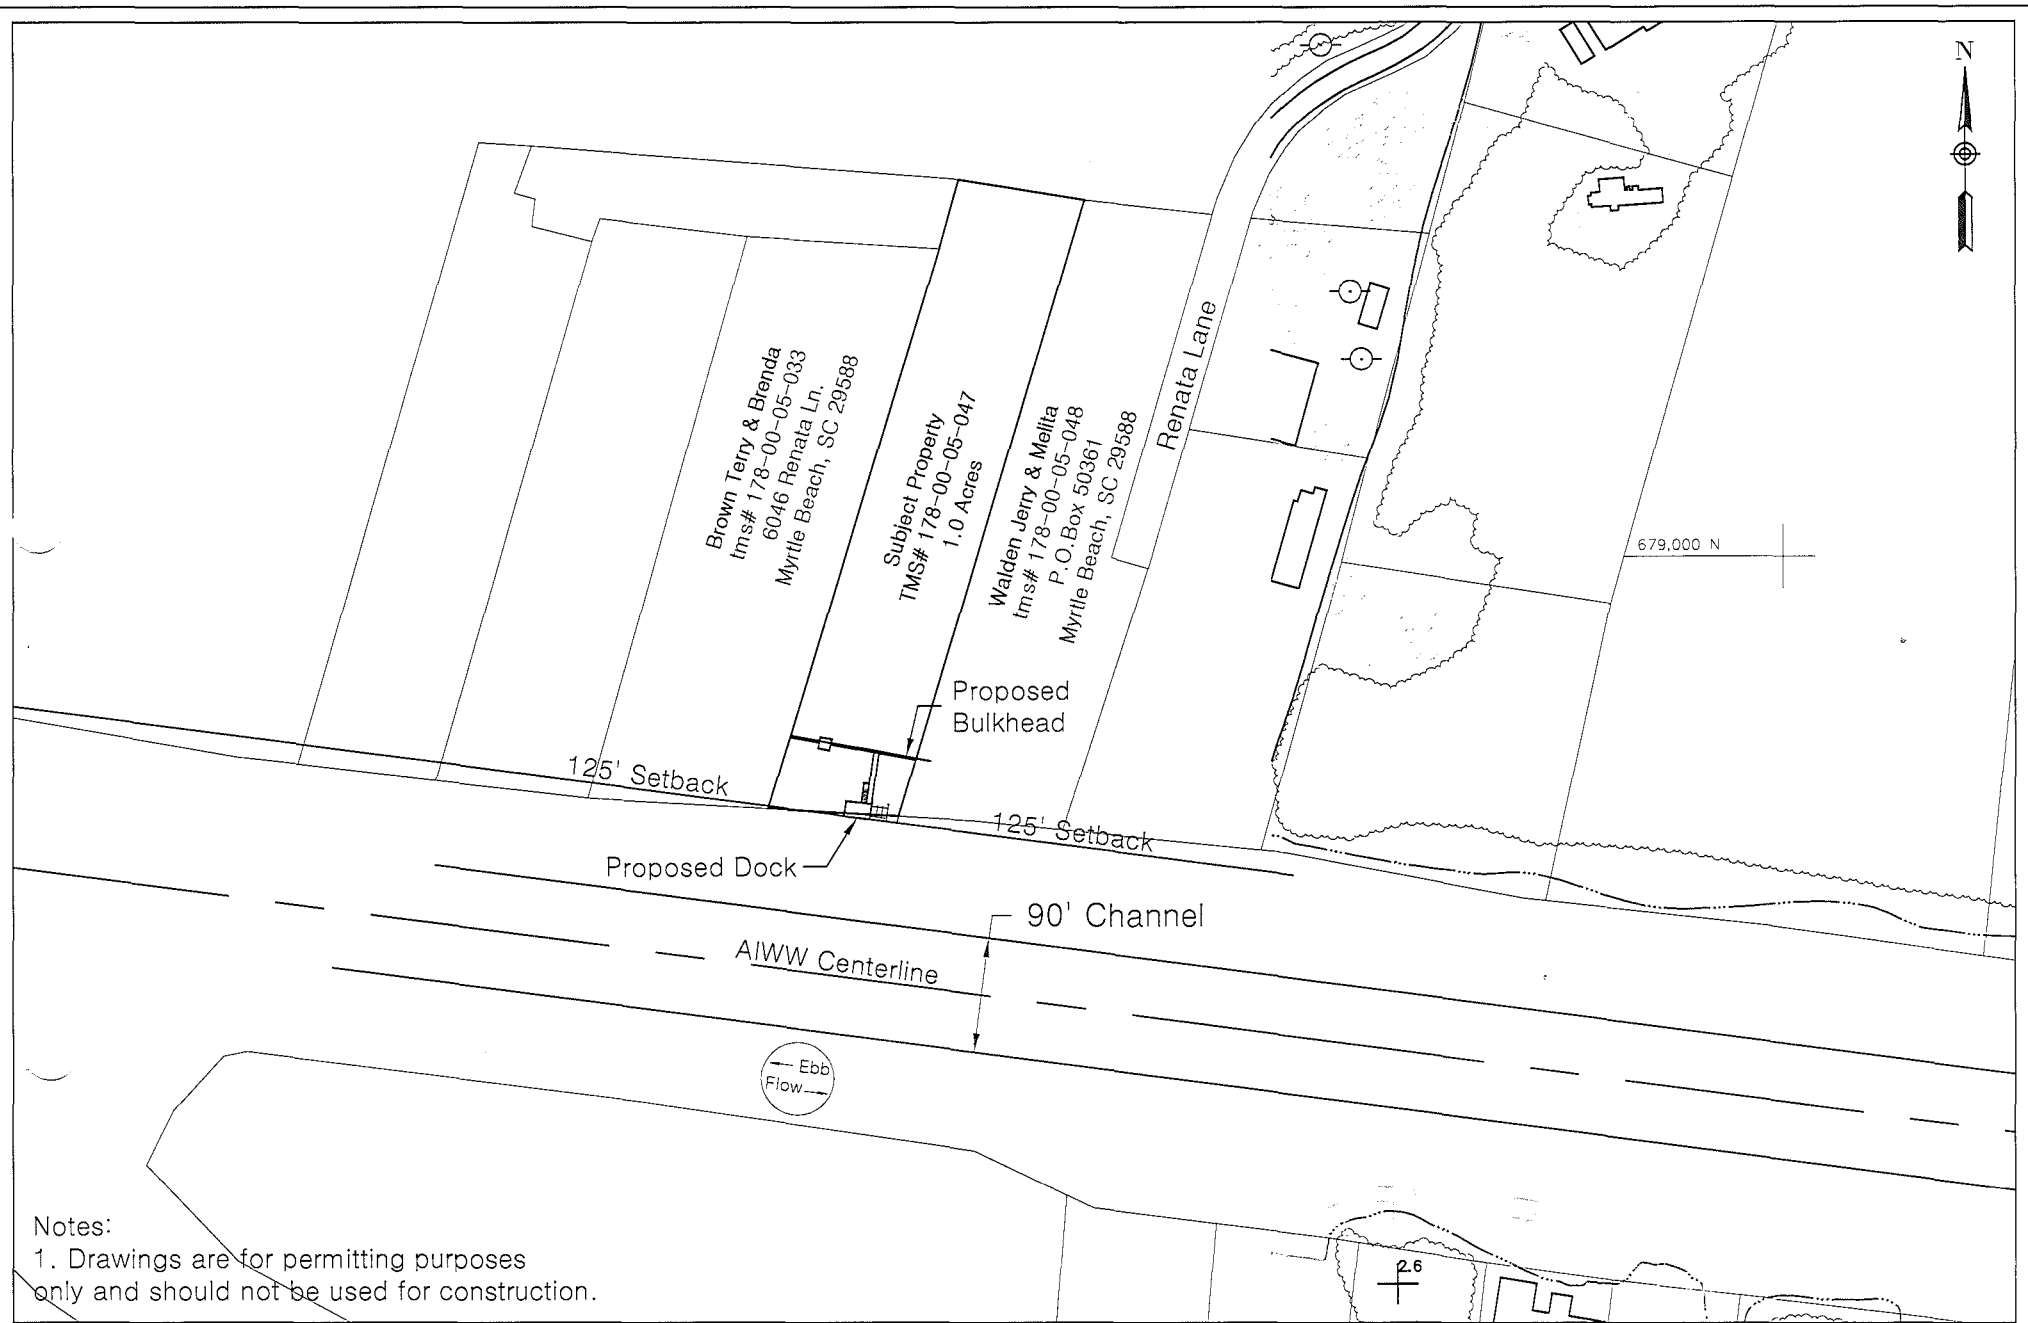 N
Brown Terry & Brenda
tms# 178-00-05-033
6046 Renata Ln.
Myrtle Beach, SC 29588
Subject Property
TMS# 178-00-05-047
1.0 Acres
Walden Jerry & Melita
tms# 178-00-05-048
P.O.Box 50361
Myrtle Beach, SC 29588
Renata Lane
679,000 N
Proposed
Bulkhead
125' Setback
125' Setback
Proposed Dock
90' Channel
AIWW Centerline
Ebb
Flow
Notes:
1. Drawings are for permitting purposes
only and should not be used for construction.
2.6